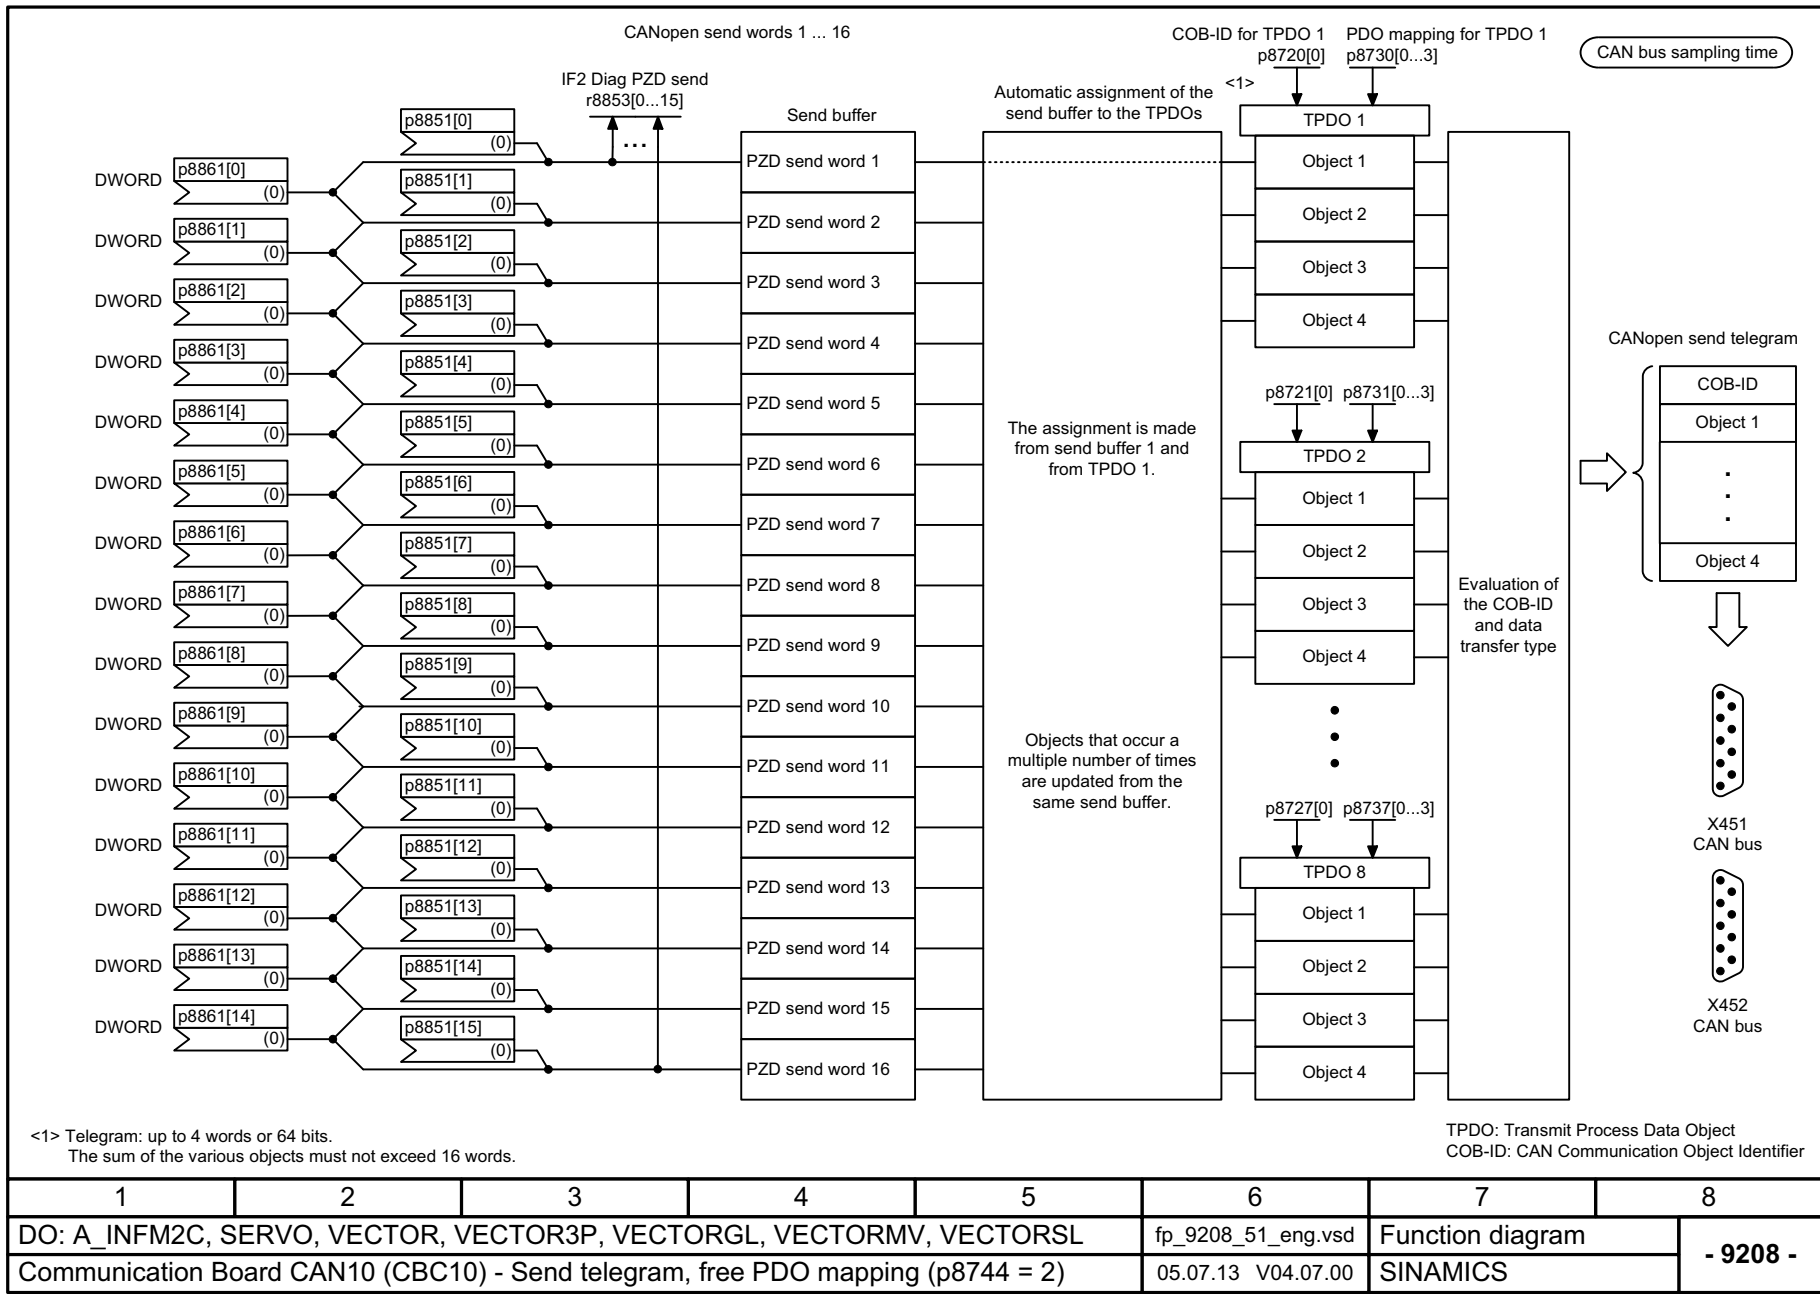 CANopen send words 1 ... 16
COB-ID for TPDO 1
p8720[0]
PDO mapping for TPDO 1
p8730[0...3]
CAN bus sampling time
IF2 Diag PZD send
r8853[0...15]
...
<1>
Automatic assignment of the
send buffer to the TPDOs
Send buffer
DWORD
p8861[0]
(0)
DWORD
p8861[1]
(0)
DWORD
p8861[2]
(0)
DWORD
p8861[3]
(0)
DWORD
p8861[4]
(0)
DWORD
p8861[5]
(0)
DWORD
p8861[6]
(0)
DWORD
p8861[7]
(0)
DWORD
p8861[8]
(0)
DWORD
p8861[9]
(0)
DWORD
p8861[10]
(0)
DWORD
p8861[11]
(0)
DWORD
p8861[12]
(0)
DWORD
p8861[13]
(0)
DWORD
p8861[14]
(0)
p8851[0]
(0)
p8851[1]
(0)
p8851[2]
(0)
p8851[3]
(0)
p8851[4]
(0)
p8851[5]
(0)
p8851[6]
(0)
p8851[7]
(0)
p8851[8]
(0)
p8851[9]
(0)
p8851[10]
(0)
p8851[11]
(0)
p8851[12]
(0)
p8851[13]
(0)
p8851[14]
(0)
p8851[15]
(0)
PZD send word 1
PZD send word 2
PZD send word 3
PZD send word 4
PZD send word 5
PZD send word 6
PZD send word 7
PZD send word 8
PZD send word 9
PZD send word 10
PZD send word 11
PZD send word 12
PZD send word 13
PZD send word 14
PZD send word 15
PZD send word 16
The assignment is made
from send buffer 1 and
from TPDO 1.
Objects that occur a
multiple number of times
are updated from the
same send buffer.
TPDO 1
Object 1
Object 2
Object 3
Object 4
p8721[0]
p8731[0...3]
TPDO 2
Object 1
Object 2
Object 3
Object 4
p8727[0]
p8737[0...3]
TPDO 8
Object 1
Object 2
Object 3
Object 4
Evaluation of
the COB-ID
and data
transfer type
CANopen send telegram
COB-ID
Object 1
.
.
.
Object 4
X451
CAN bus
X452
CAN bus
<1> Telegram: up to 4 words or 64 bits.
The sum of the various objects must not exceed 16 words.
TPDO: Transmit Process Data Object
COB-ID: CAN Communication Object Identifier
1 2 3 4 5 6 7 8
DO: A_INFM2C, SERVO, VECTOR, VECTOR3P, VECTORGL, VECTORMV, VECTORSL
fp_9208_51_eng.vsd
Function diagram
- 9208 -
Communication Board CAN10 (CBC10) - Send telegram, free PDO mapping (p8744 = 2)
05.07.13 V04.07.00
SINAMICS